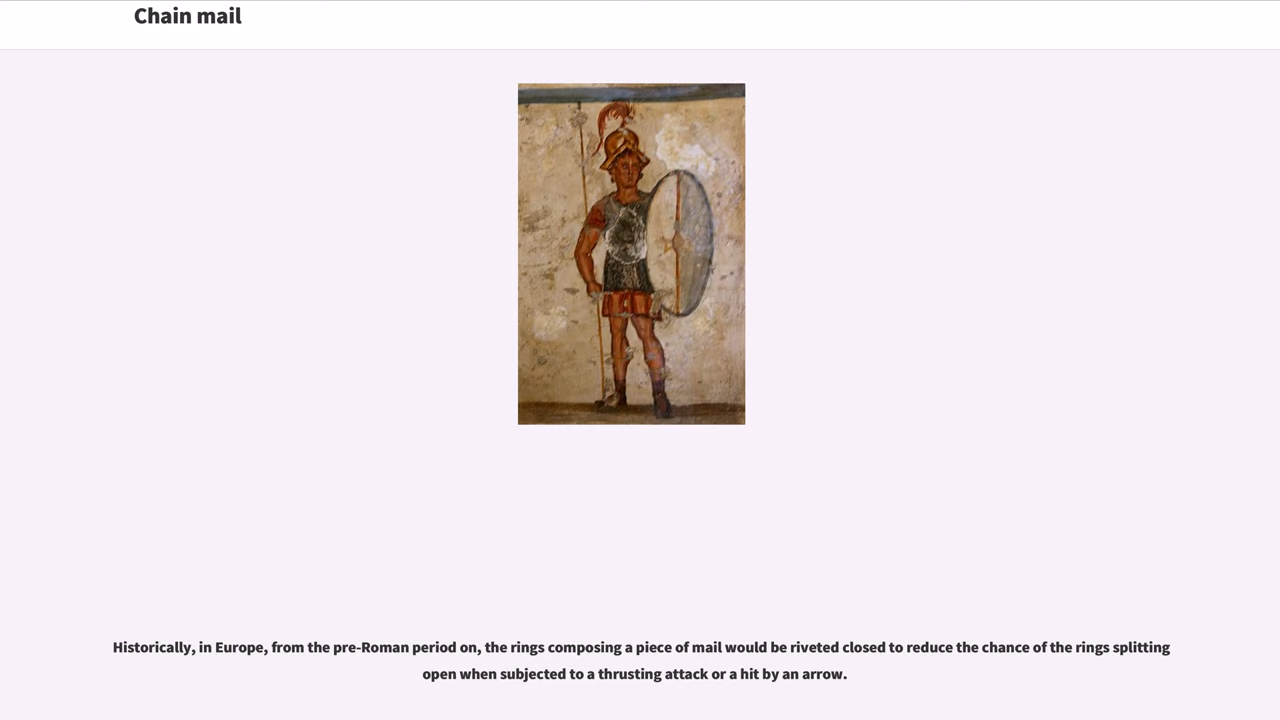 Chain mail
Historically, in Europe, from the pre-Roman period on, the rings composing a piece of mail would be riveted closed to reduce the chance of the rings splitting
open when subjected to a thrusting attack or a hit by an arrow.